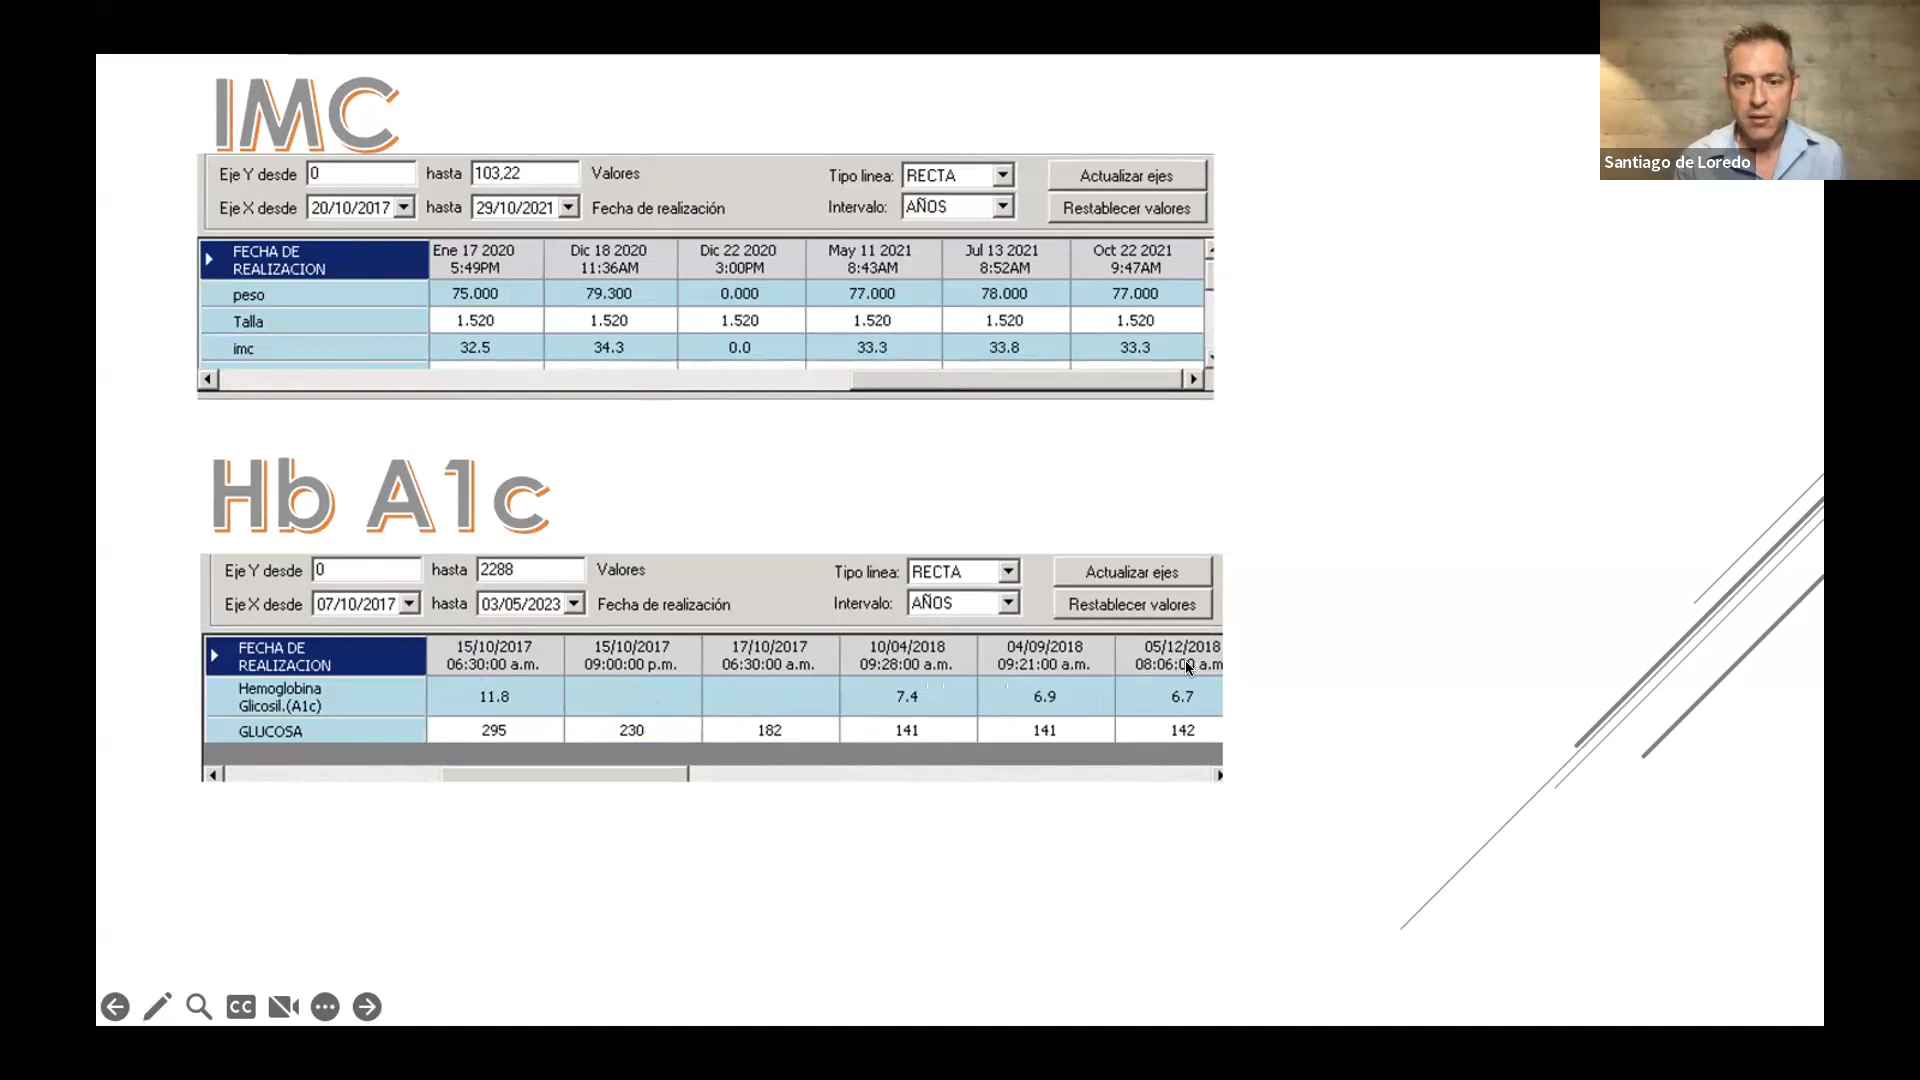 Santiago de Loredo
IMC
Eje Y desde 0 hasta 103,22 Valores Tipo linea: RECTA Actualizar ejes
Eje X desde 20/10/2017 hasta 29/10/2021 Fecha de realización Intervalo: AÑOS Restablecer valores
FECHA DE Ene 17 2020 Dic 18 2020 Dic 22 2020 May 11 2021 Jul 13 2021 Oct 22 2021
REALIZACION 5:49PM 11:36AM 3:00PM 8:43AM 8:52AM 9:47AM
peso 75.000 79.300 0.000 77.000 78.000 77.000
Talla 1.520 1.520 1.520 1.520 1.520 1.520
imc 32.5 34.3 0.0 33.3 33.8 33.3
Hb A1c
Eje Y desde 0 hasta 2288 Valores Tipo linea: RECTA Actualizar ejes
Eje X desde 07/10/2017 hasta 03/05/2023 Fecha de realización Intervalo: AÑOS Restablecer valores
FECHA DE 15/10/2017 15/10/2017 17/10/2017 10/04/2018 04/09/2018 05/12/2018
REALIZACION 06:30:00 a.m. 09:00:00 p.m. 06:30:00 a.m. 09:28:00 a.m. 09:21:00 a.m. 08:06:00 a.m
Hemoglobina
Glicosil.(A1c) 11.8 7.4 6.9 6.7
GLUCOSA 295 230 182 141 141 142
CC